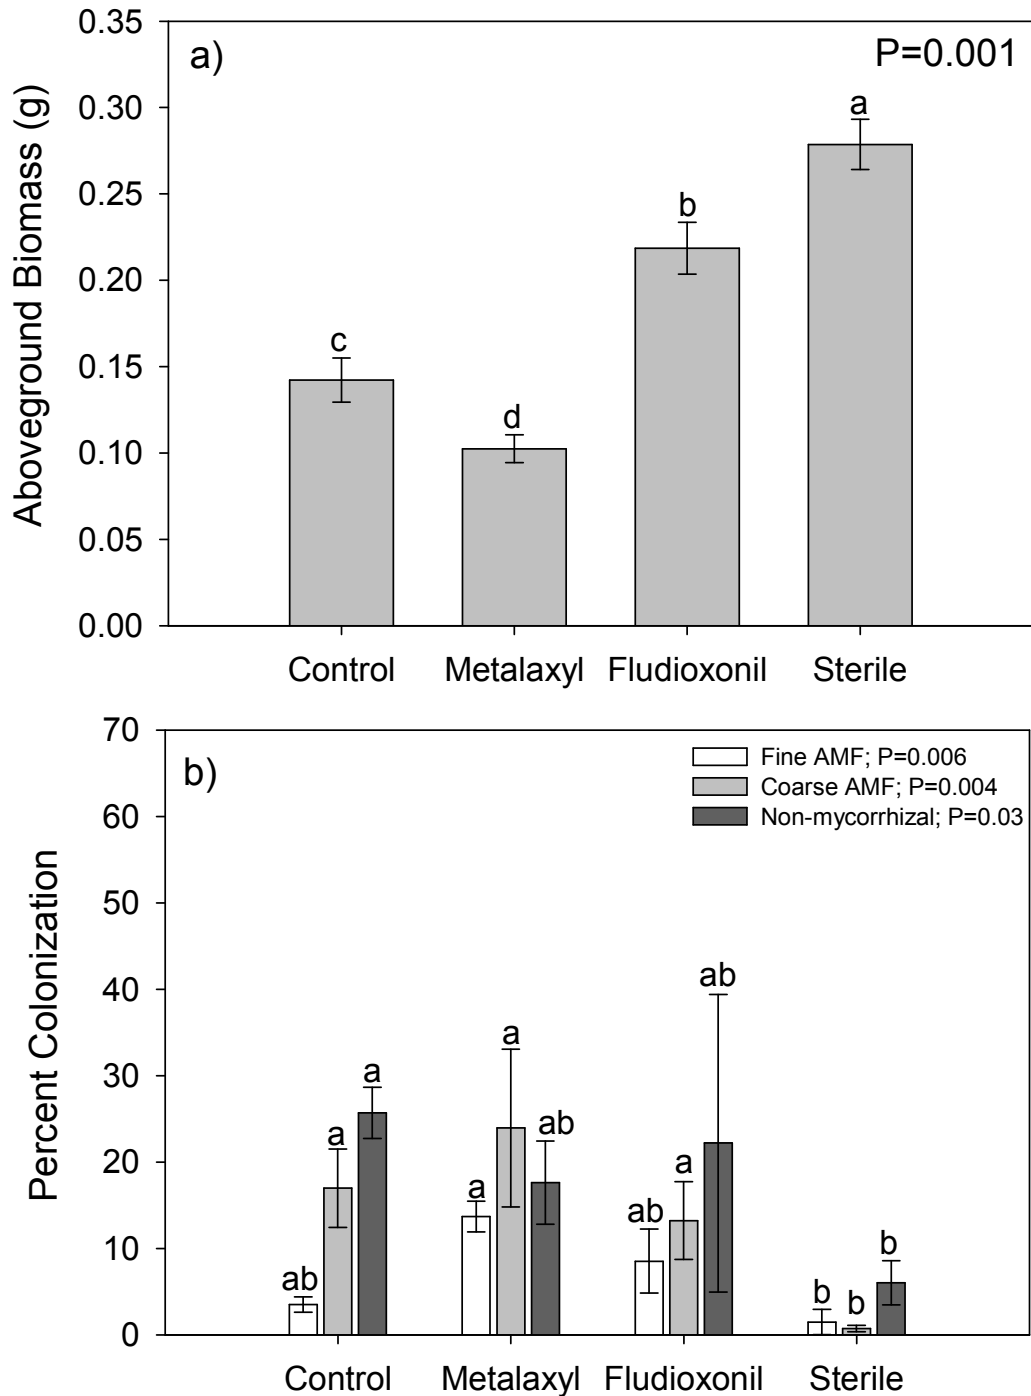 a)
P=0.001
Aboveground Biomass (g)
0.35
0.30
0.25
0.20
0.15
0.10
0.05
0.00
c
d
b
a
Control Metalaxyl Fludioxonil Sterile
b)
Fine AMF; P=0.006
Coarse AMF; P=0.004
Non-mycorrhizal; P=0.03
Percent Colonization
70
60
50
40
30
20
10
0
ab a a
a a ab
ab a ab
b b b
Control Metalaxyl Fludioxonil Sterile